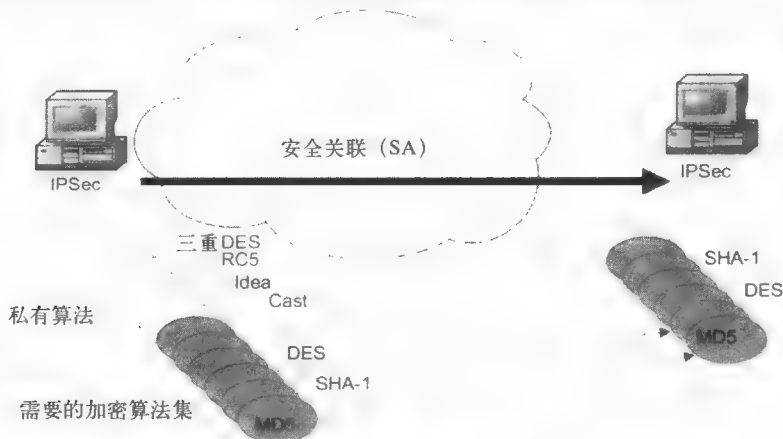 安全关联（SA）
IPSec
IPSec
三重DES
RC5
Idea
Cast
SHA-1
DES
MD5
私有算法
DES
SHA-1
MD5
需要的加密算法集